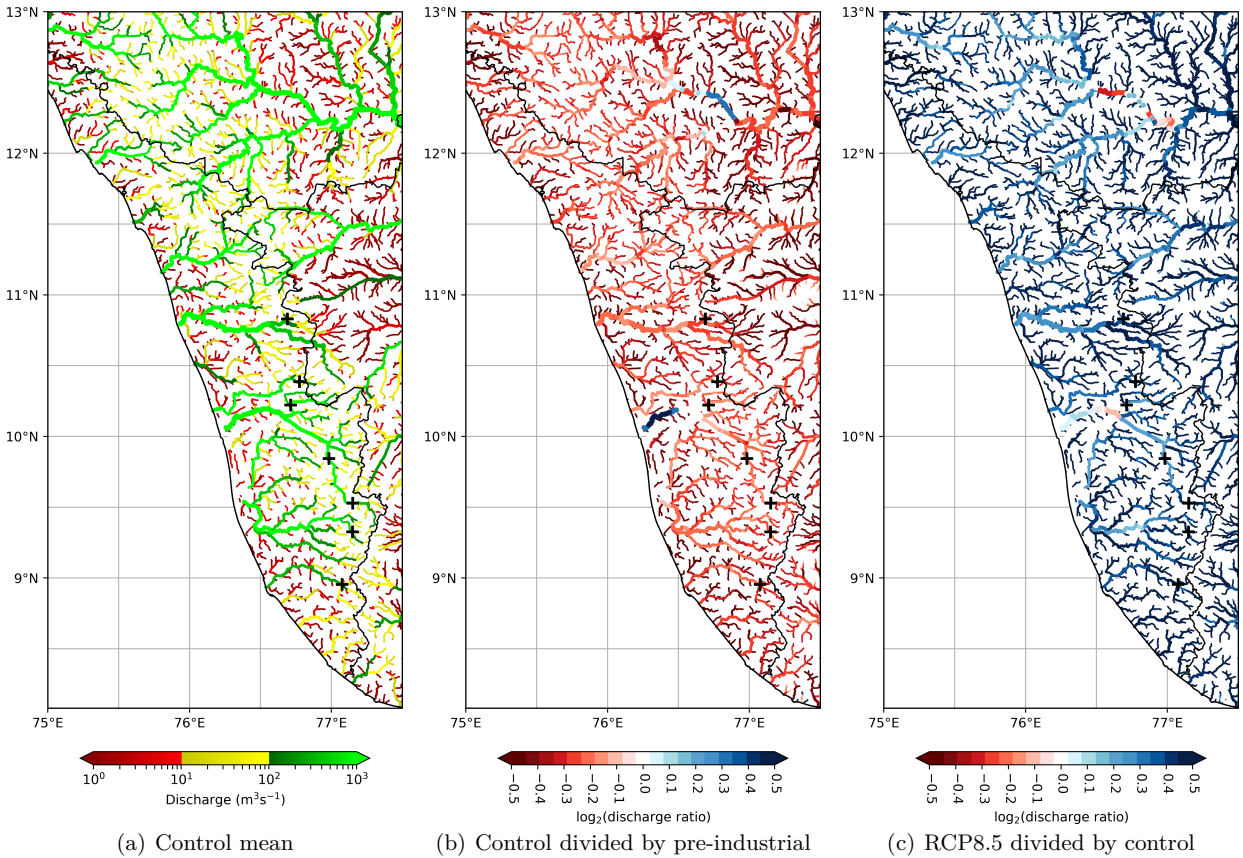 13°N
12°N
11°N
10°N
9°N
75°E
76°E
77°E
10⁰
10¹
10²
10³
Discharge (m³s⁻¹)
(a) Control mean
13°N
12°N
11°N
10°N
9°N
75°E
76°E
77°E
−0.5
−0.4
−0.3
−0.2
−0.1
0.0
0.1
0.2
0.3
0.4
0.5
log₂(discharge ratio)
(b) Control divided by pre-industrial
13°N
12°N
11°N
10°N
9°N
75°E
76°E
77°E
−0.5
−0.4
−0.3
−0.2
−0.1
0.0
0.1
0.2
0.3
0.4
0.5
log₂(discharge ratio)
(c) RCP8.5 divided by control